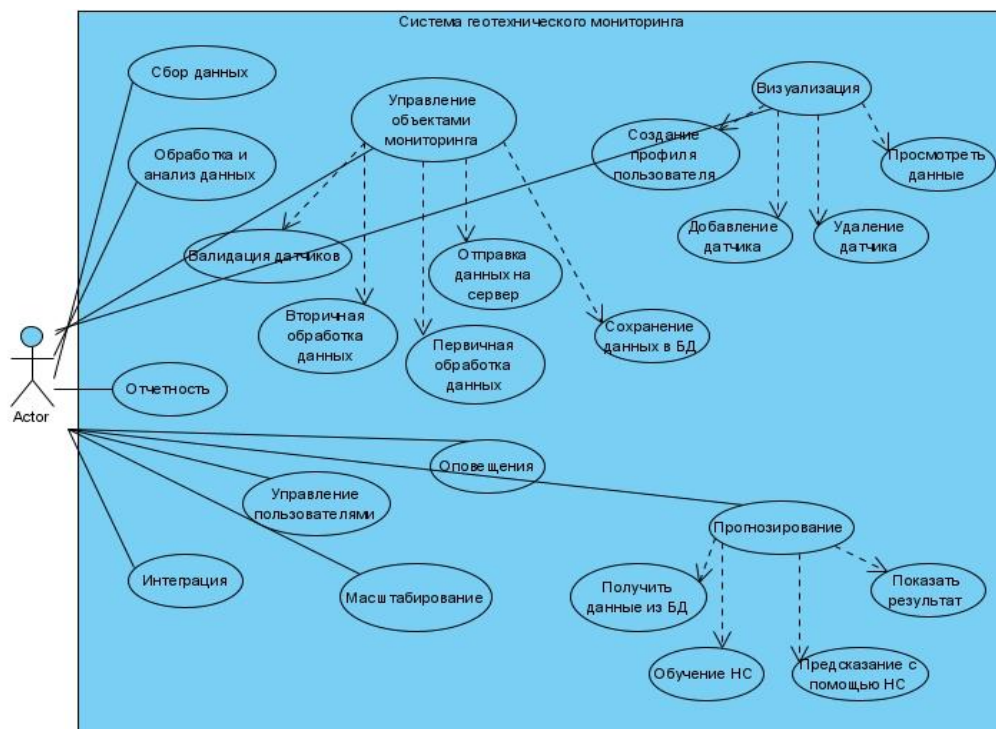 Система геотехнического мониторинга
Сбор данных
Обработка и
анализ данных
Управление
объектами
мониторинга
Визуализация
Создание
профиля
пользователя
Просмотреть
данные
Добавление
датчика
Удаление
датчика
Валидация датчиков
Отправка
данных на
сервер
Вторичная
обработка
данных
Первичная
обработка
данных
Сохранение
данных в БД
Actor
Отчетность
Оповещения
Управление
пользователями
Интеграция
Масштабирование
Прогнозирование
Получить
данные из БД
Показать
результат
Обучение НС
Предсказание с
помощью НС